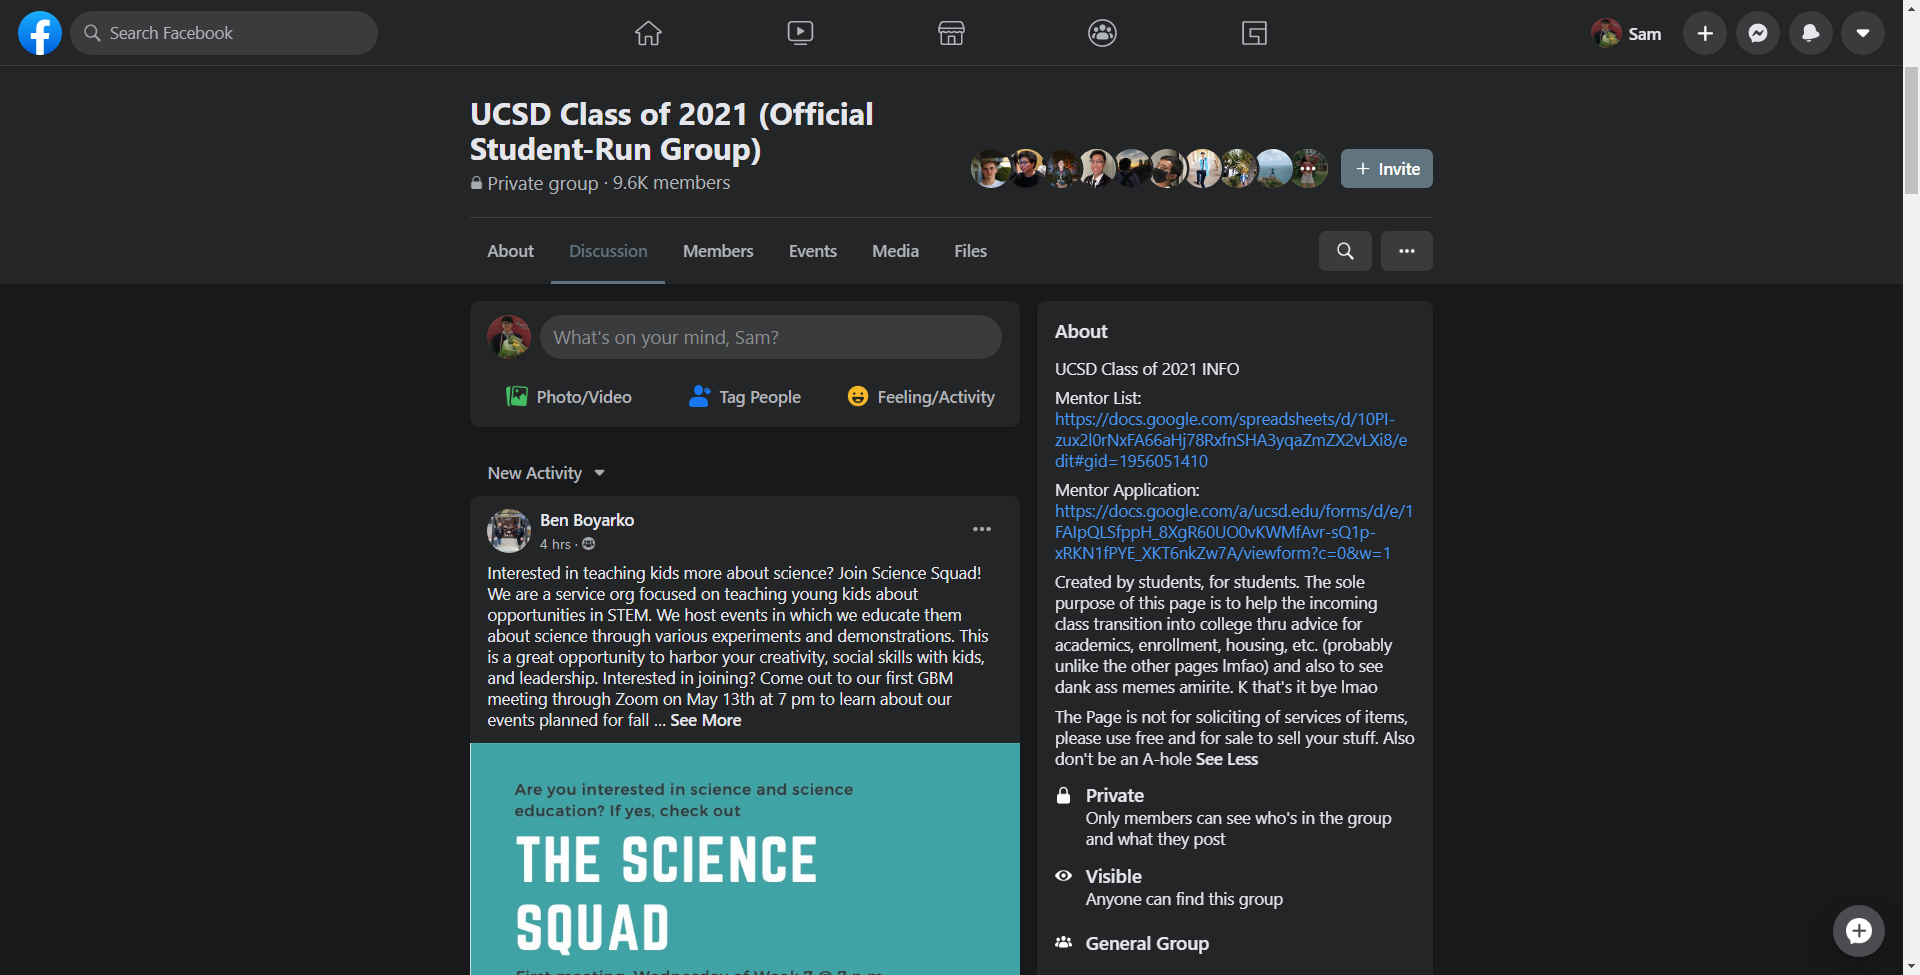 Search Facebook
Sam
UCSD Class of 2021 (Official
Student-Run Group)
Private group · 9.6K members
+ Invite
About
Discussion
Members
Events
Media
Files
What's on your mind, Sam?
Photo/Video
Tag People
Feeling/Activity
New Activity
Ben Boyarko
4 hrs ·
Interested in teaching kids more about science? Join Science Squad!
We are a service org focused on teaching young kids about
opportunities in STEM. We host events in which we educate them
about science through various experiments and demonstrations. This
is a great opportunity to harbor your creativity, social skills with kids,
and leadership. Interested in joining? Come out to our first GBM
meeting through Zoom on May 13th at 7 pm to learn about our
events planned for fall ... See More
Are you interested in science and science
education? If yes, check out
THE SCIENCE
SQUAD
First meeting: Wednesday of Week 7 @ 7 p.m.
About
UCSD Class of 2021 INFO
Mentor List:
https://docs.google.com/spreadsheets/d/10PI-
zux2l0rNxFA66aHj78RxfnSHA3yqaZmZX2vLXi8/e
dit#gid=1956051410
Mentor Application:
https://docs.google.com/a/ucsd.edu/forms/d/e/1
FAIpQLSfppH_8XgR60UO0vKWMfAvr-sQ1p-
xRKN1fPYE_XKT6nkZw7A/viewform?c=0&w=1
Created by students, for students. The sole
purpose of this page is to help the incoming
class transition into college thru advice for
academics, enrollment, housing, etc. (probably
unlike the other pages lmfao) and also to see
dank ass memes amirite. K that's it bye lmao
The Page is not for soliciting of services of items,
please use free and for sale to sell your stuff. Also
don't be an A-hole See Less
Private
Only members can see who's in the group
and what they post
Visible
Anyone can find this group
General Group